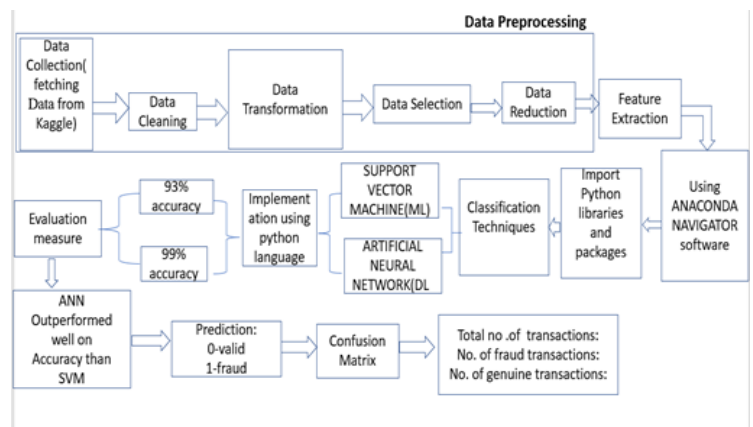 Data Preprocessing
Data
Collection(
fetching
Data from
Kaggle)
Data
Cleaning
Data
Transformation
Data Selection
Data
Reduction
Feature
Extraction
Using
ANACONDA
NAVIGATOR
software
Import
Python
libraries
and
packages
Classification
Techniques
SUPPORT
VECTOR
MACHINE(ML)
ARTIFICIAL
NEURAL
NETWORK(DL
Implement
ation using
python
language
93%
accuracy
99%
accuracy
Evaluation
measure
ANN
Outperformed
well on
Accuracy than
SVM
Prediction:
0-valid
1-fraud
Confusion
Matrix
Total no .of transactions:
No. of fraud transactions:
No. of genuine transactions: